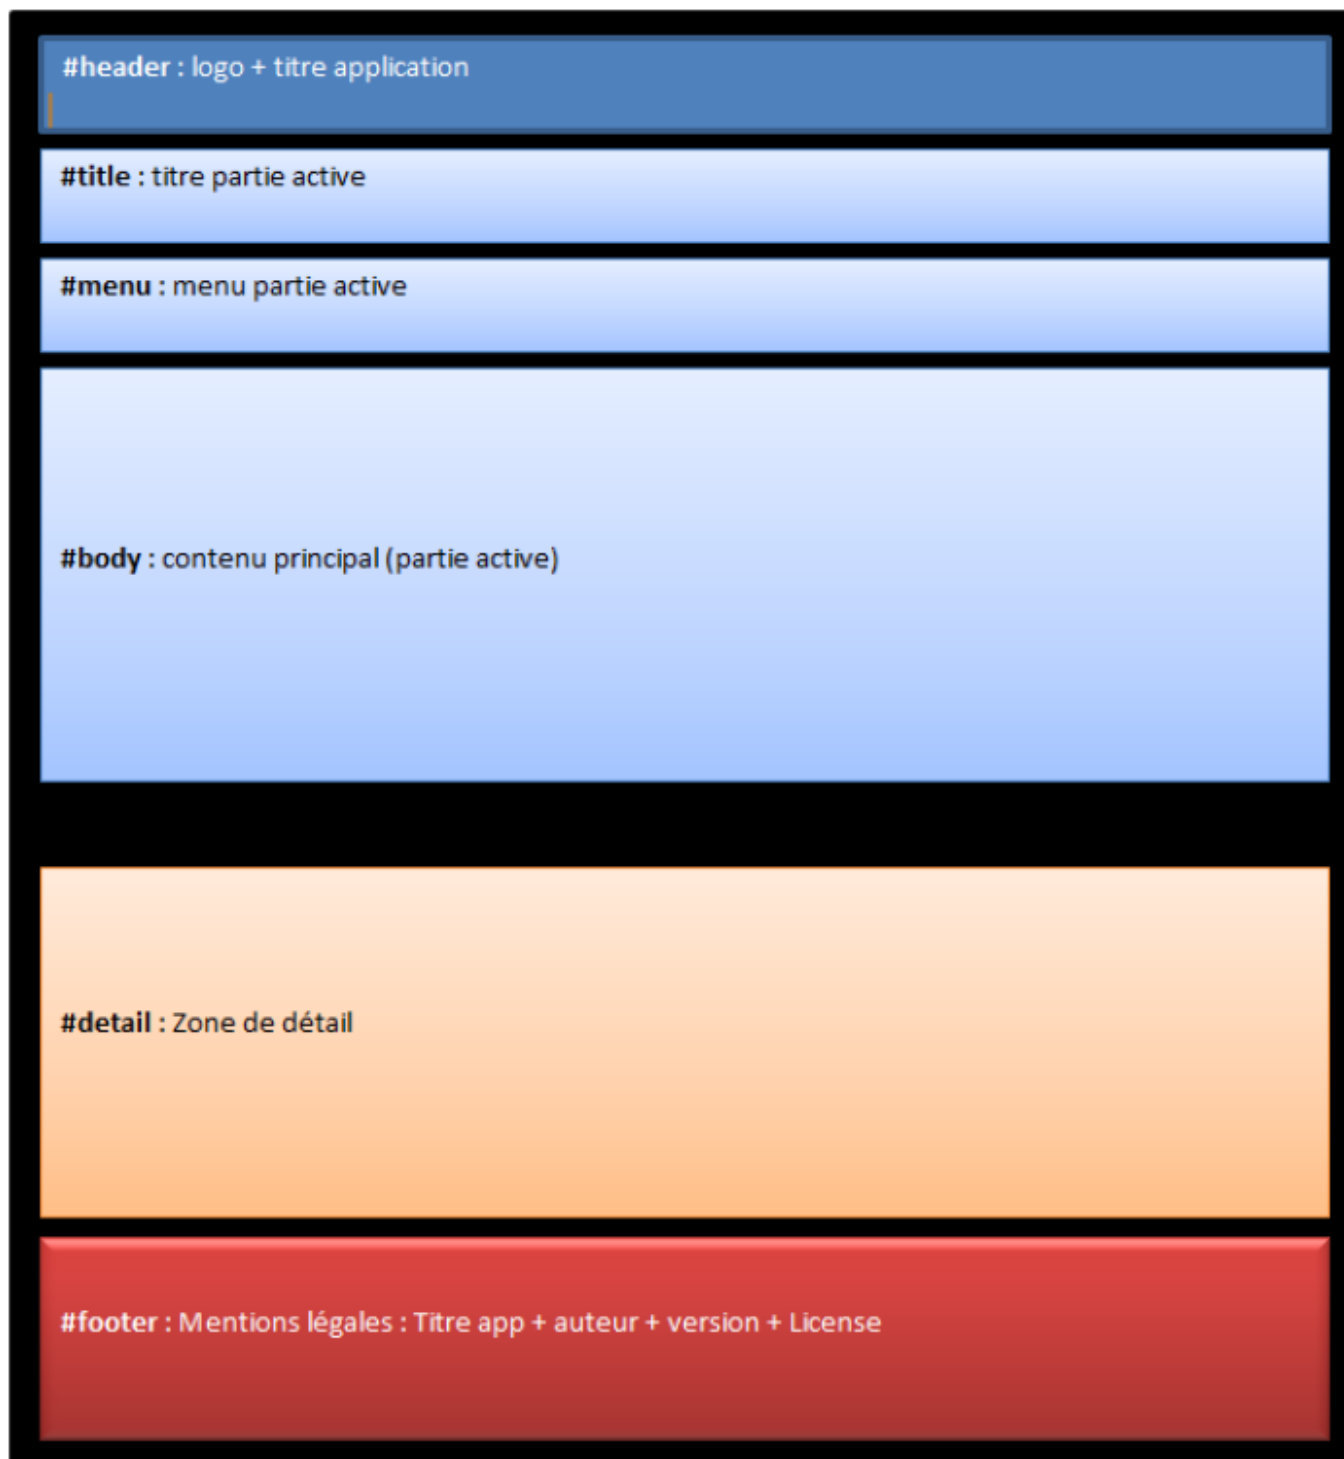 #header : logo + titre application
#title : titre partie active
#menu : menu partie active
#body : contenu principal (partie active)
#detail : Zone de détail
#footer : Mentions légales : Titre app + auteur + version + License